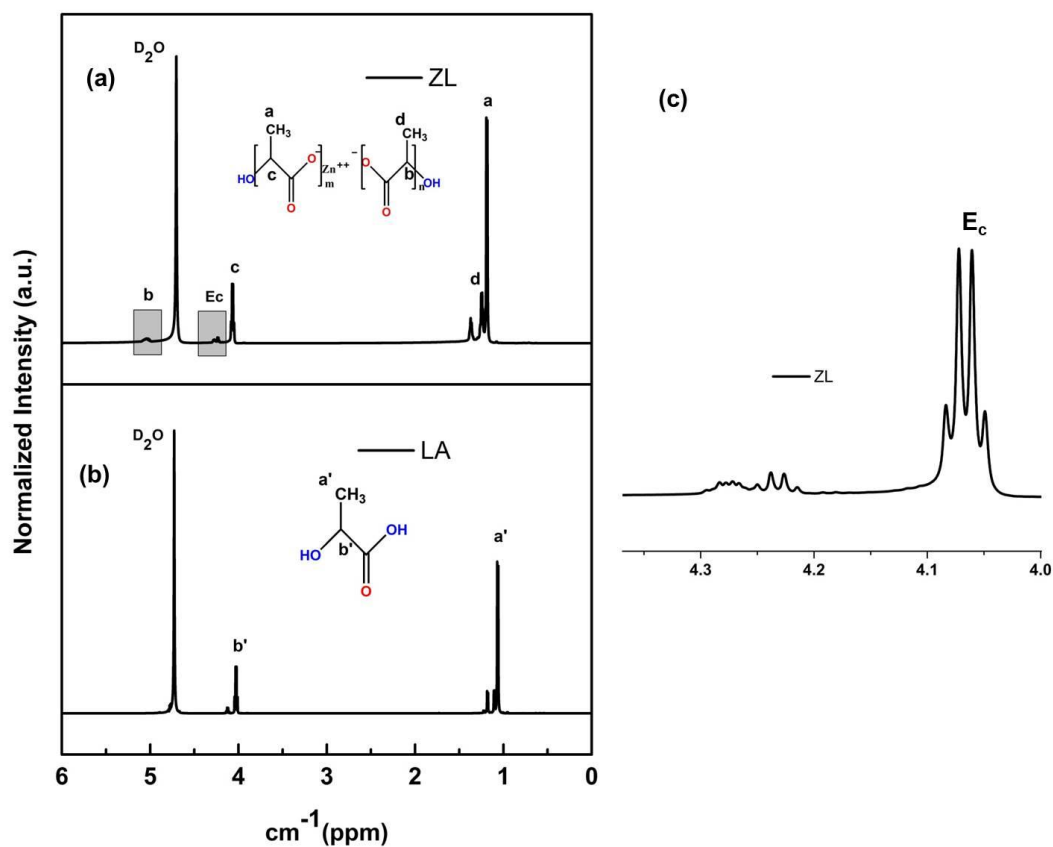 D2O
(a)
ZL
a
a
CH3
d
CH3
O-
Zn++
-
O
HO
c
m
b
n
OH
O
O
b
Ec
c
d
D2O
(b)
LA
a'
CH3
OH
HO
b'
O
a'
b'
6 5 4 3 2 1 0
cm-1(ppm)
Normalized Intensity (a.u.)
(c)
Ec
ZL
4.3 4.2 4.1 4.0